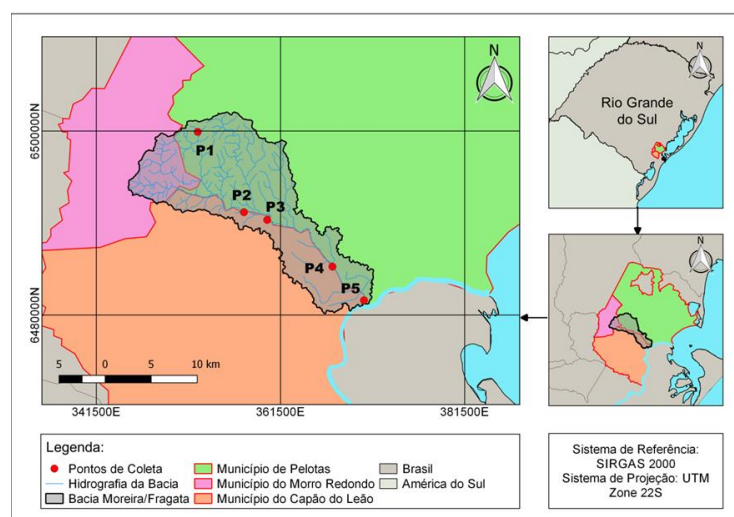 N
6500000N
P1
P2
P3
P4
P5
6480000N
5 0 5 10 km
341500E
361500E
381500E
N
Rio Grande
do Sul
N
Legenda:
Pontos de Coleta
Hidrografia da Bacia
Bacia Moreira/Fragata
Município de Pelotas
Município do Morro Redondo
Município do Capão do Leão
Brasil
América do Sul
Sistema de Referência:
SIRGAS 2000
Sistema de Projeção: UTM
Zone 22S